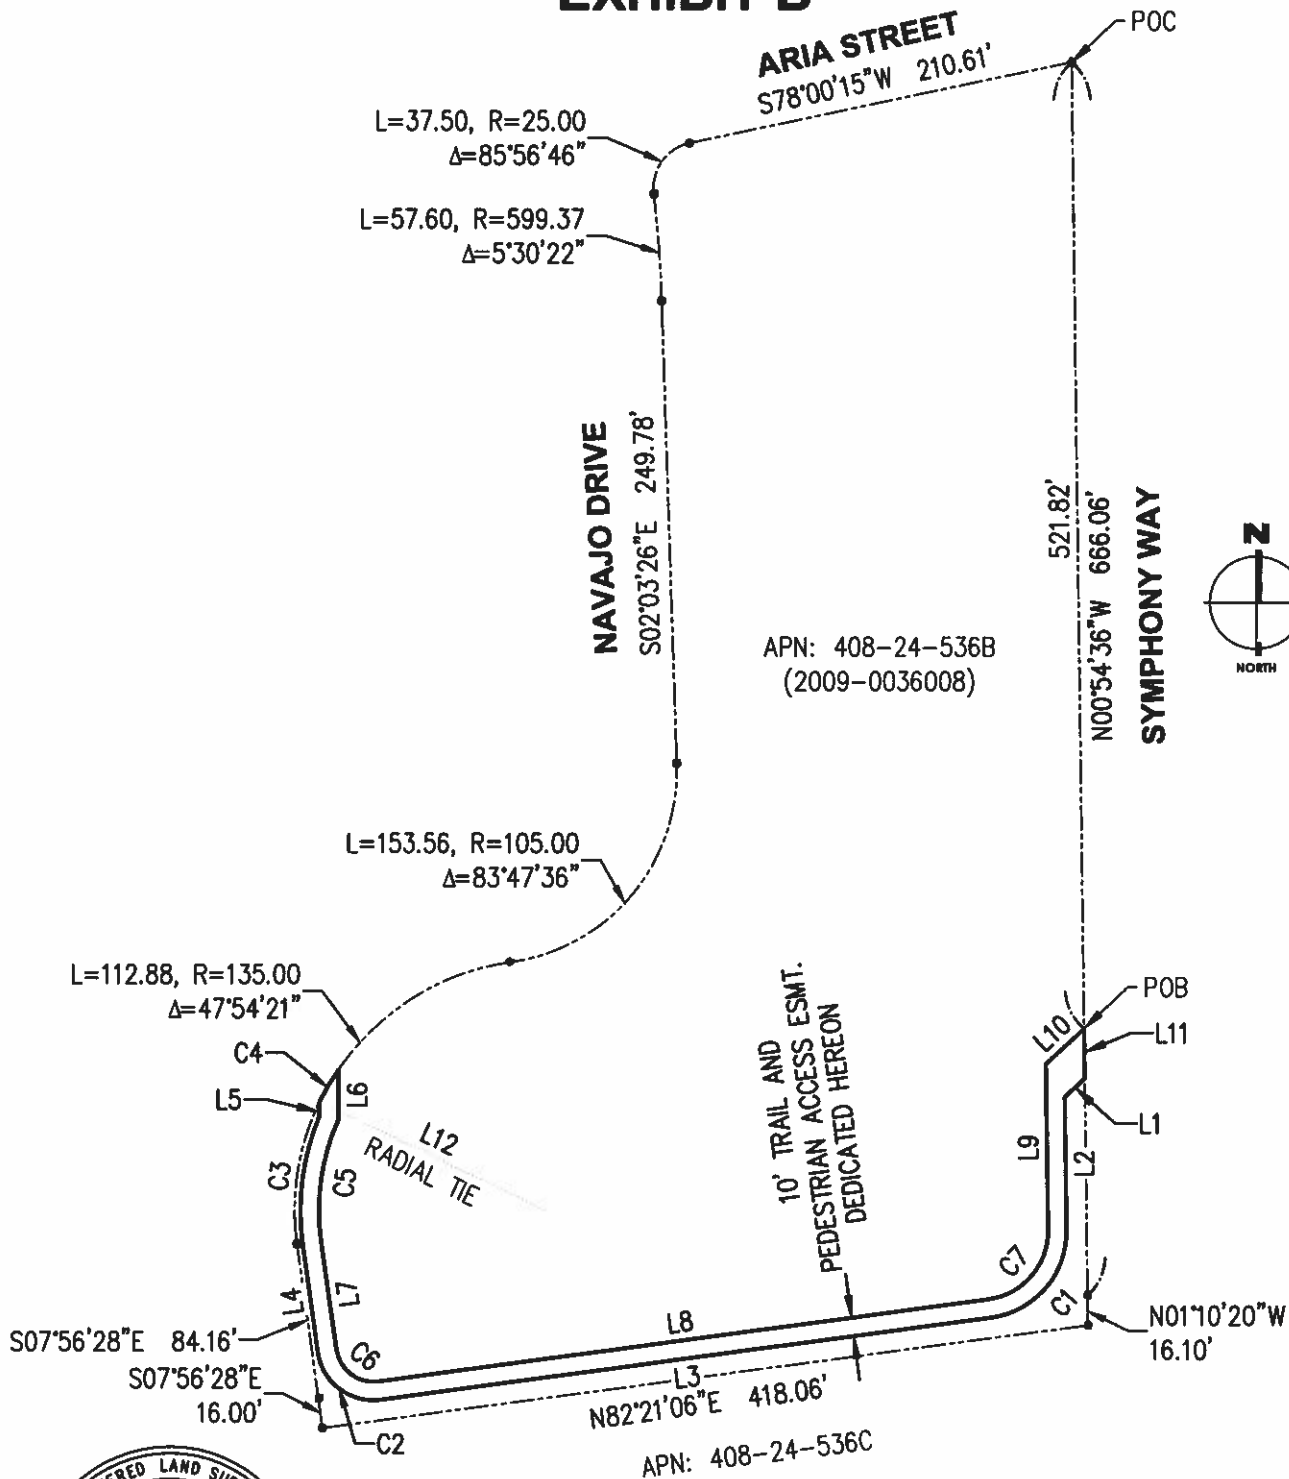 EXHIBIT B
POC
ARIA STREET
S78°00'15"W 210.61'
L=37.50, R=25.00
Δ=85°56'46"
L=57.60, R=599.37
Δ=5°30'22"
NAVAJO DRIVE
S02°03'26"E 249.78'
521.82'
N00°54'36"W 666.06'
SYMPHONY WAY
N
NORTH
APN: 408-24-536B
(2009-0036008)
L=153.56, R=105.00
Δ=83°47'36"
L=112.88, R=135.00
Δ=47°54'21"
POB
L10
L11
C4
L5
L6
L1
L12
RADIAL TIE
10' TRAIL AND
PEDESTRIAN ACCESS ESMT.
DEDICATED HEREON
L9
L2
C3
C5
C7
C1
L4
L7
S07°56'28"E 84.16'
S07°56'28"E
16.00'
C6
L8
L3
N82°21'06"E 418.06'
N01°10'20"W
16.10'
C2
APN: 408-24-536C
LAND